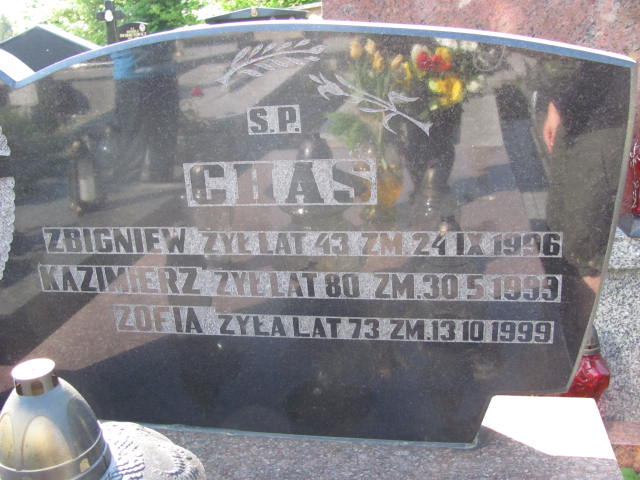 S.P.
CHAS
ZBIGNIEW ŻYŁ LAT 43 ZM 24 IX 1996
KAZIMIERZ ŻYŁ LAT 80 ZM.30 5 1999
ZOFIA ŻYŁA LAT 73 ZM.13 10 1999